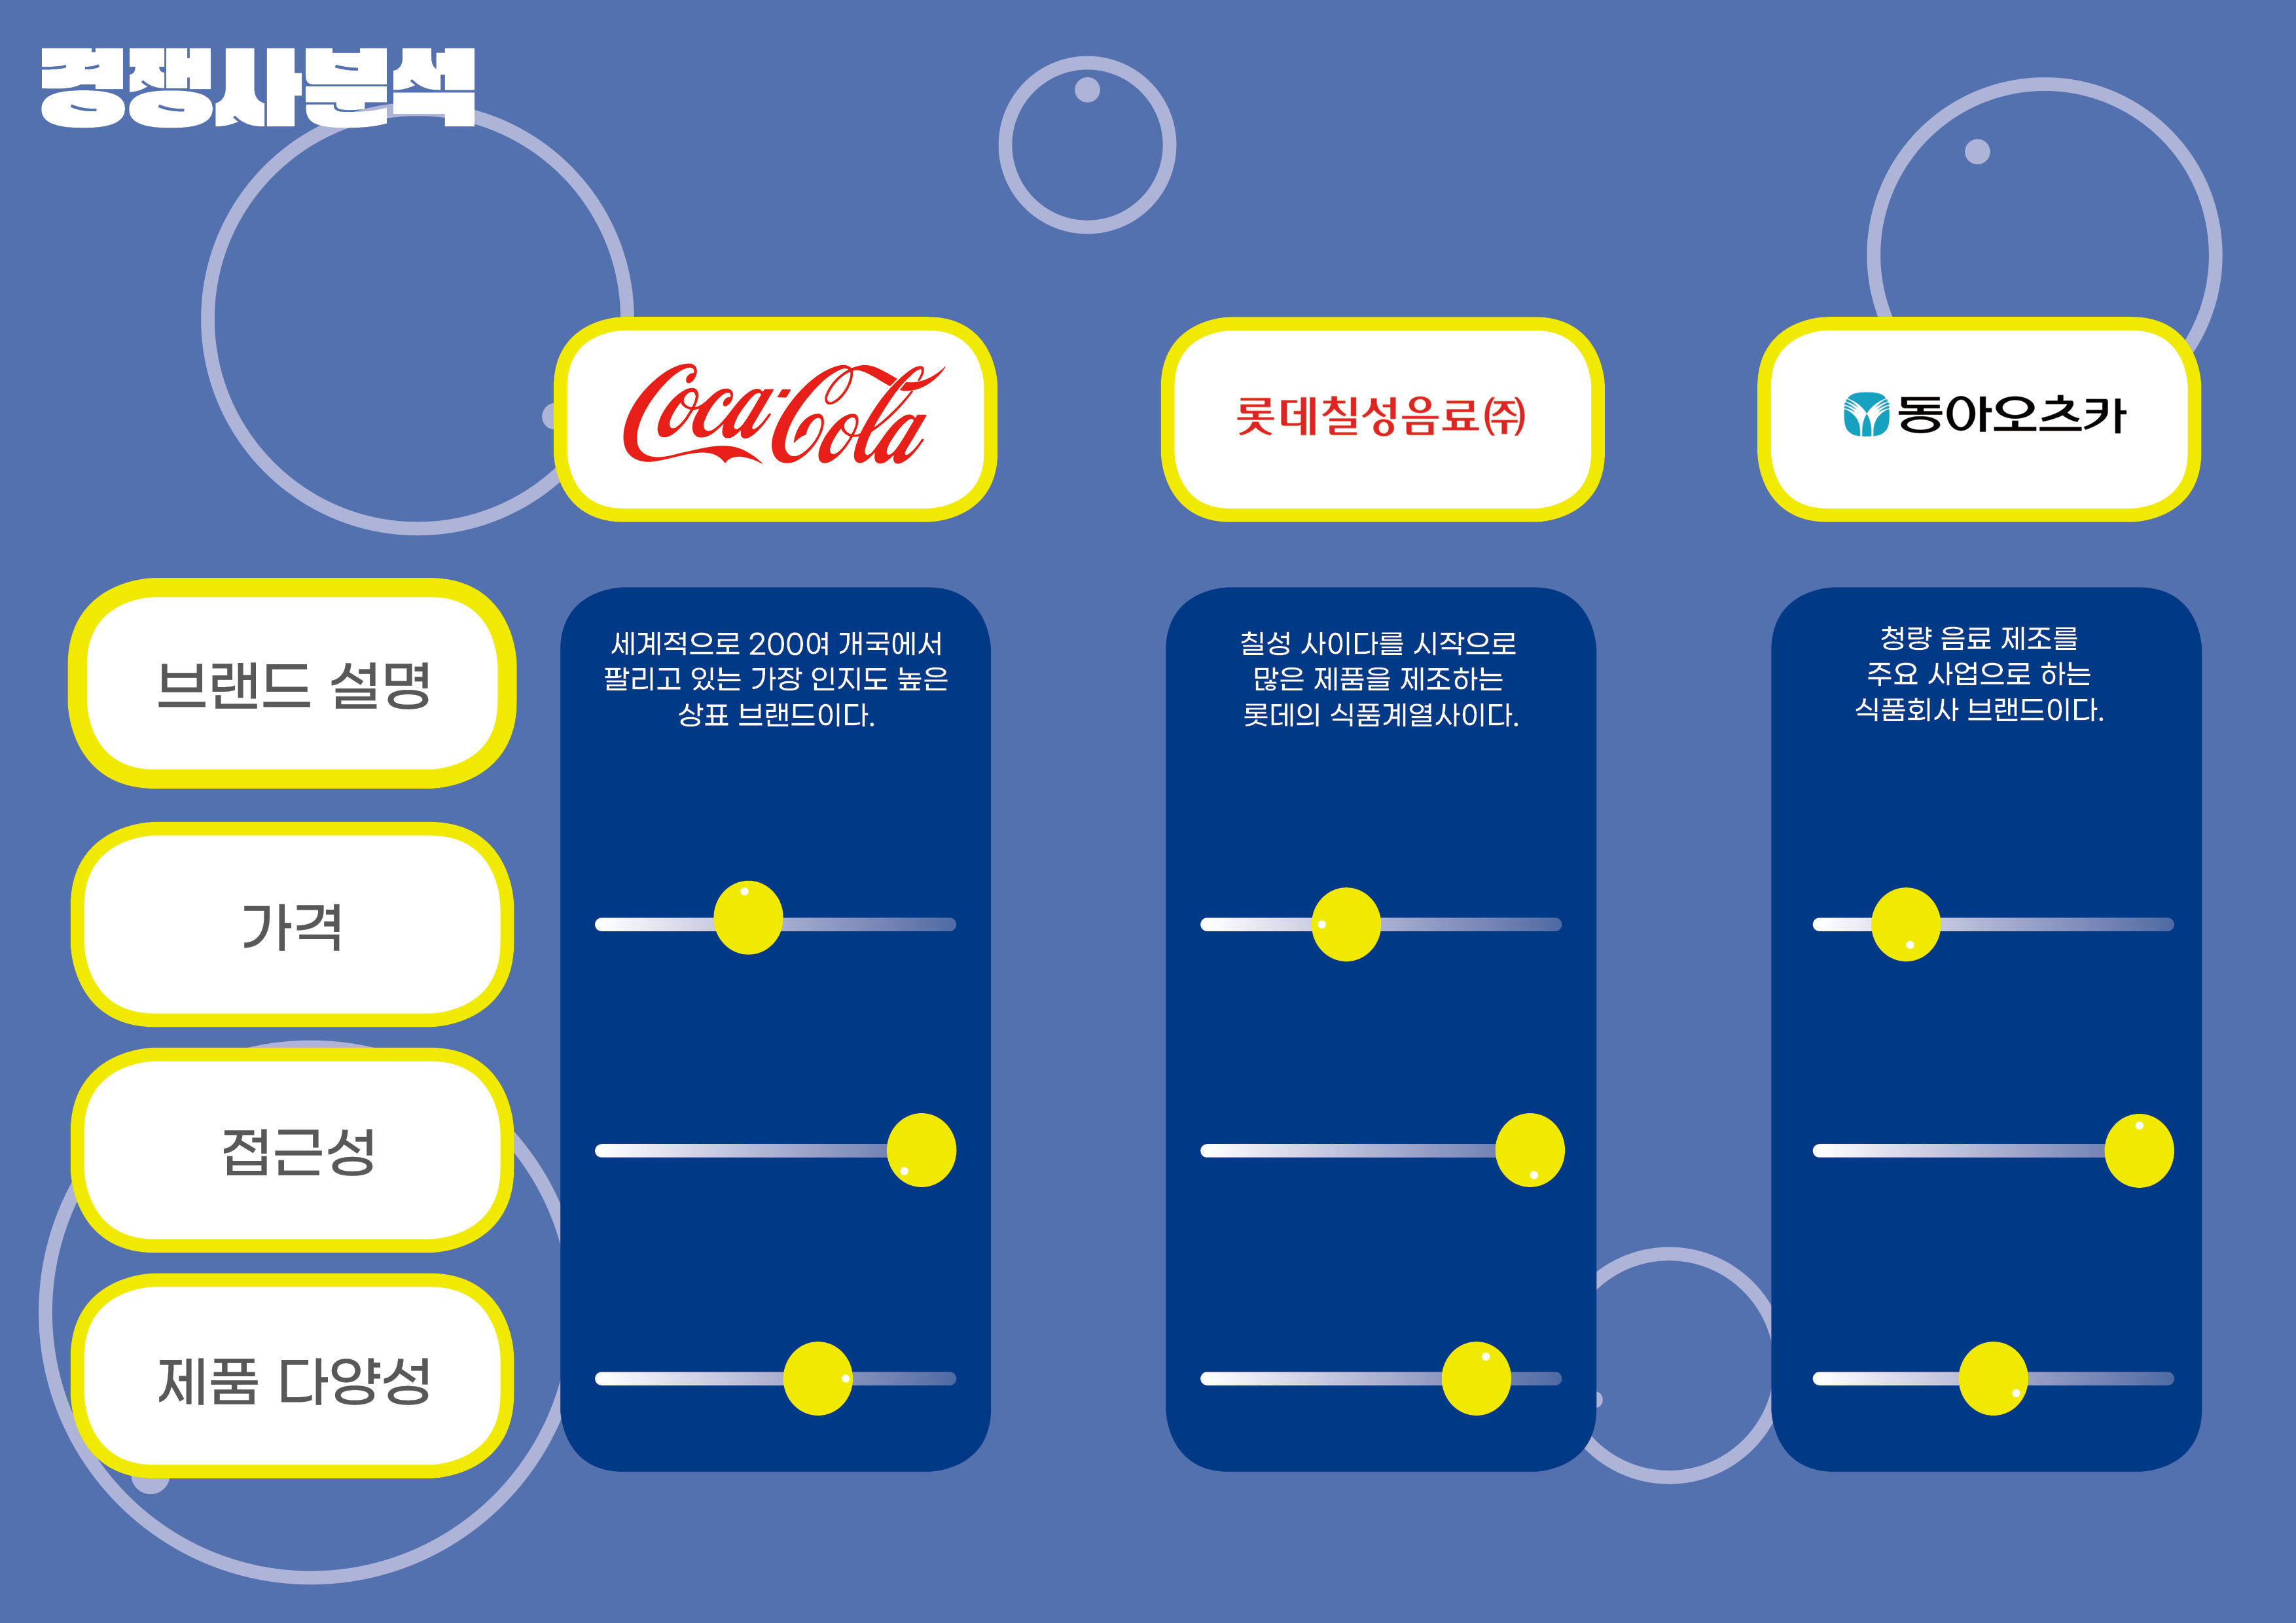 경쟁사분석
Coca-Cola
롯데칠성음료(주)
동아오츠카
브랜드 설명
세계적으로 200여 개국에서
팔리고 있는 가장 인지도 높은
상표 브랜드이다.
칠성 사이다를 시작으로
많은 제품을 제조하는
롯데의 식품계열사이다.
청량 음료 제조를
주요 사업으로 하는
식품회사 브랜드이다.
가격
접근성
제품 다양성